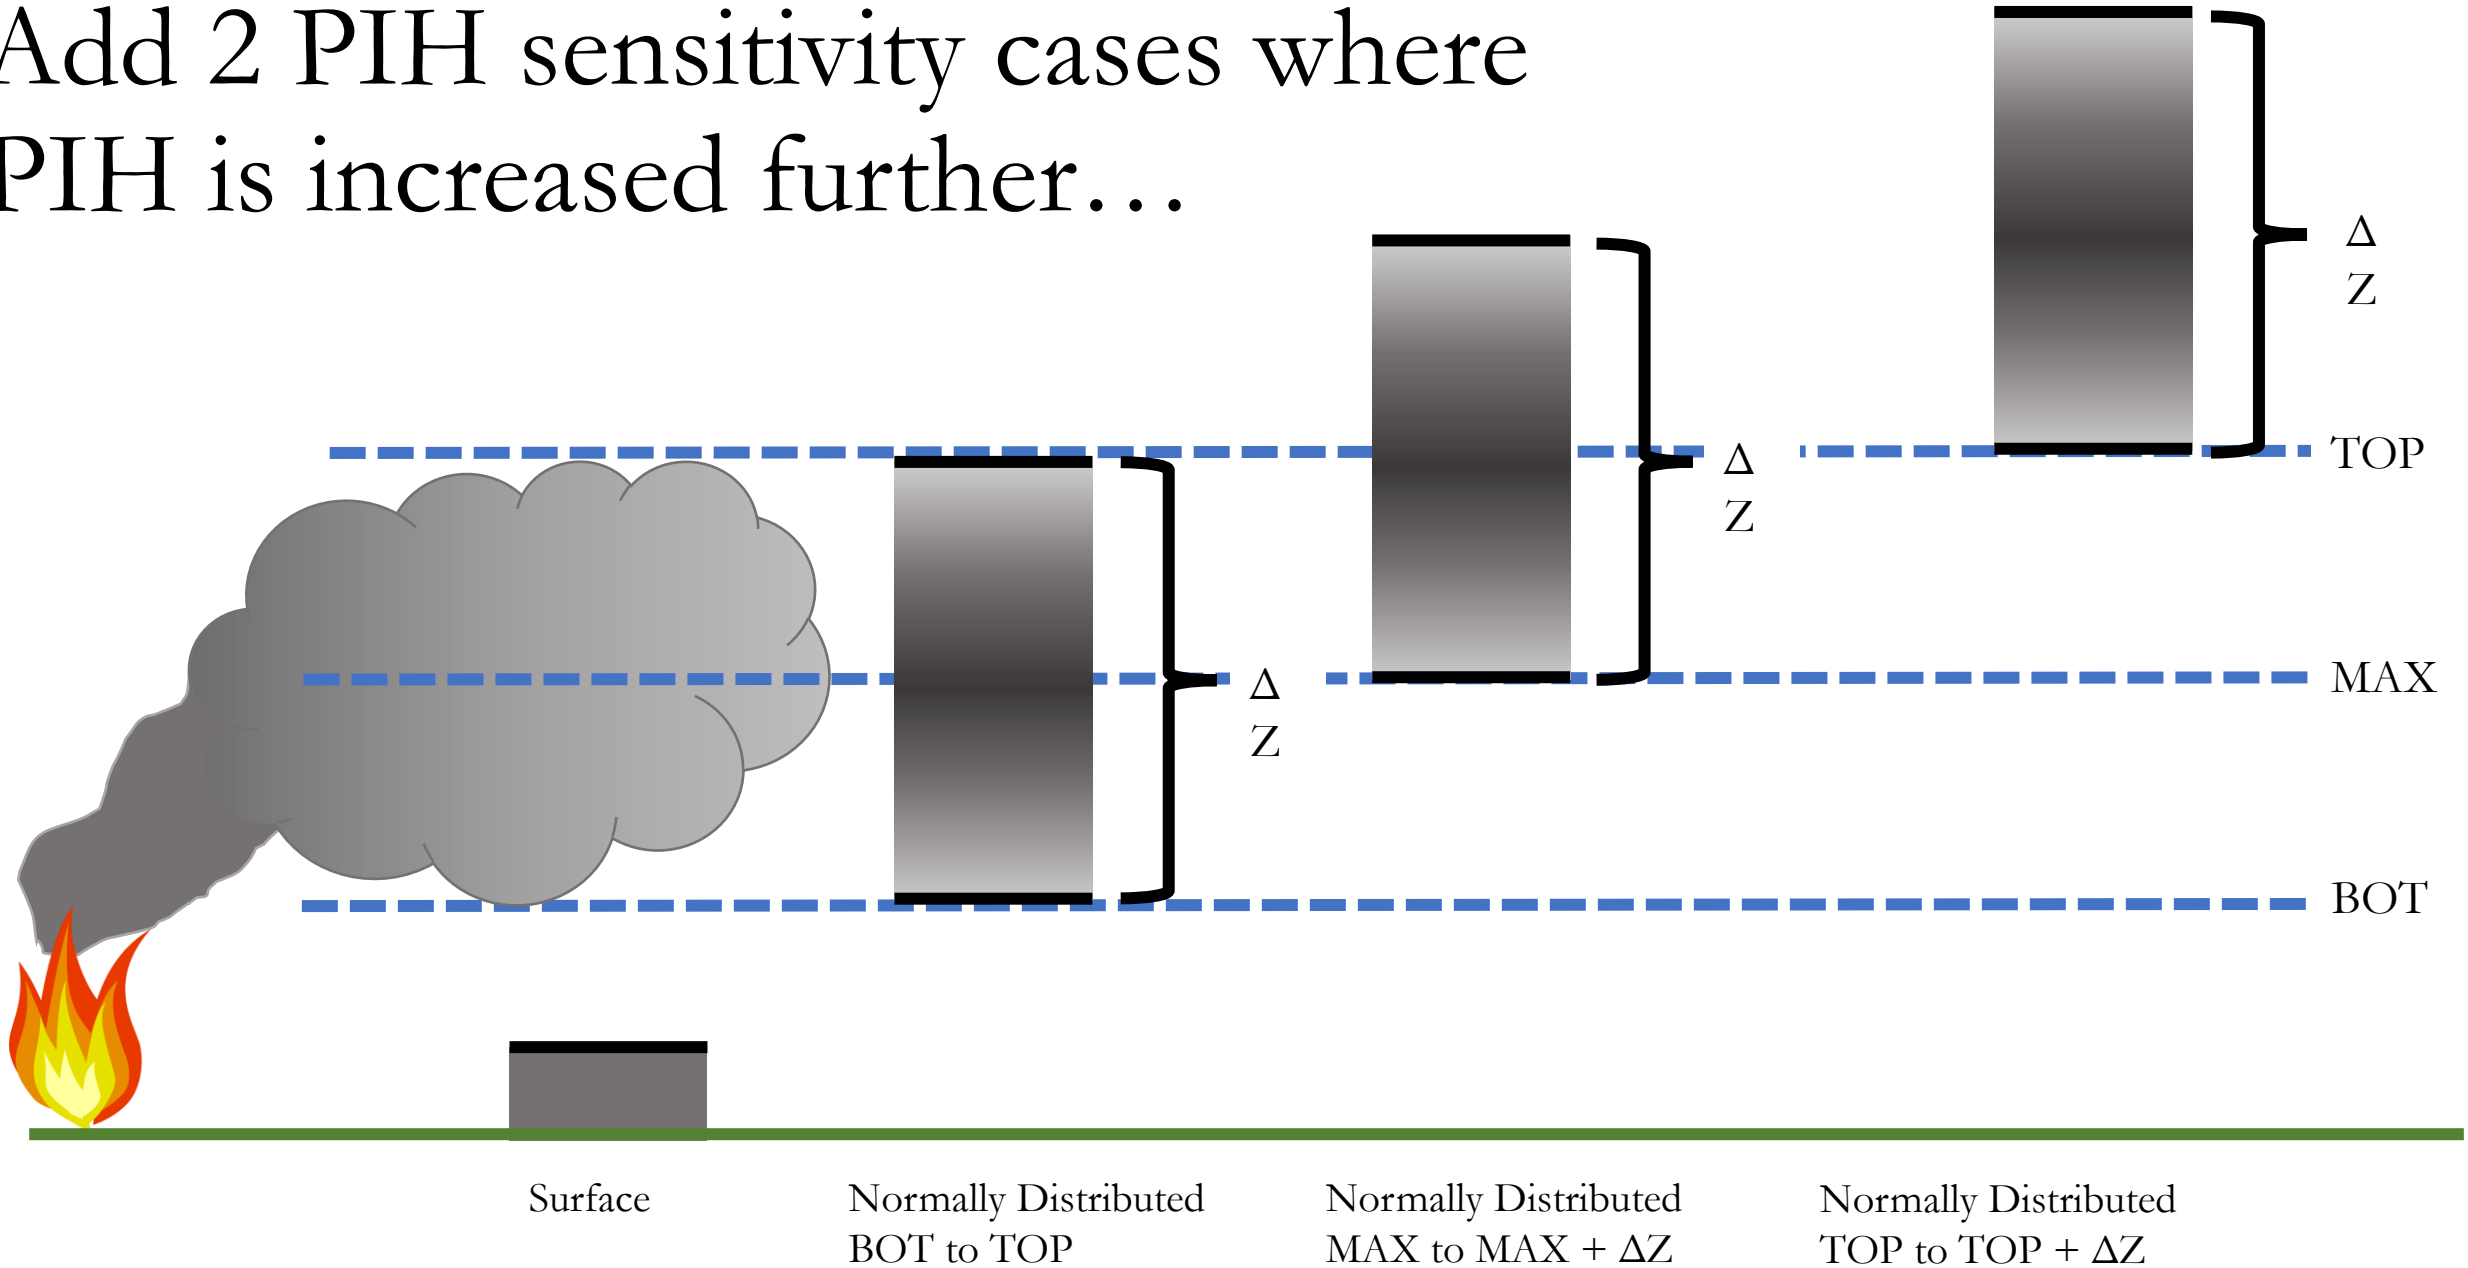 Add 2 PIH sensitivity cases where
PIH is increased further…
Δ
Z
Δ
Z
TOP
Δ
Z
MAX
BOT
Surface
Normally Distributed
BOT to TOP
Normally Distributed
MAX to MAX + ΔZ
Normally Distributed
TOP to TOP + ΔZ